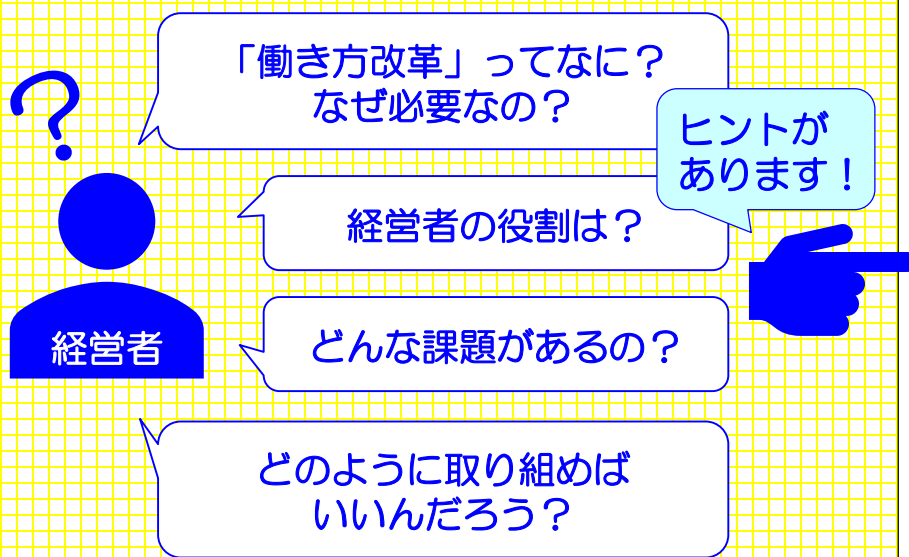 「働き方改革」ってなに？
なぜ必要なの？
ヒントが
あります！
経営者の役割は？
どんな課題があるの？
経営者
どのように取り組めば
いいんだろう？